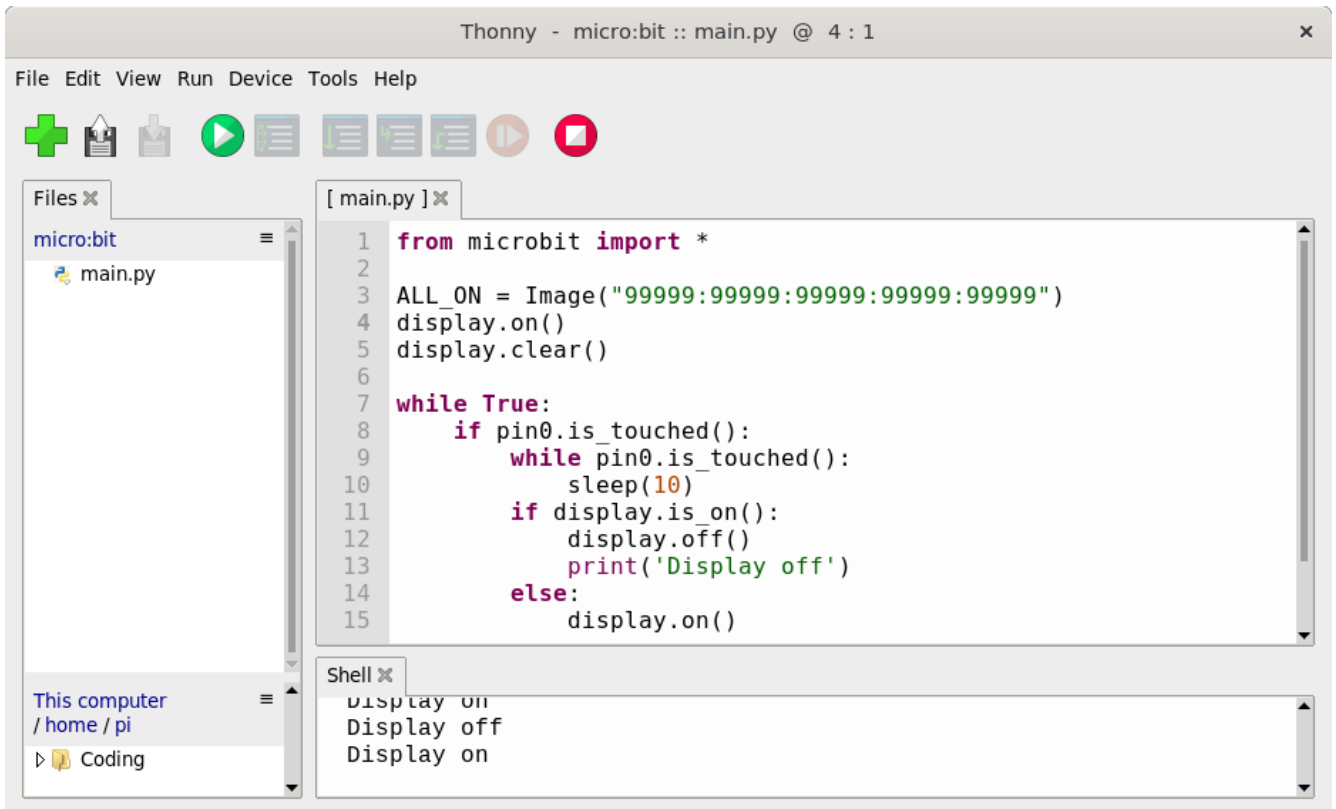 Thonny - micro:bit :: main.py @ 4 : 1 ×
File Edit View Run Device Tools Help
Files
micro:bit
main.py
This computer
/ home / pi
Coding
[ main.py ]
1 from microbit import *
2
3 ALL_ON = Image("99999:99999:99999:99999:99999")
4 display.on()
5 display.clear()
6
7 while True:
8     if pin0.is_touched():
9         while pin0.is_touched():
10             sleep(10)
11         if display.is_on():
12             display.off()
13             print('Display off')
14         else:
15             display.on()
Shell
Display on
Display off
Display on